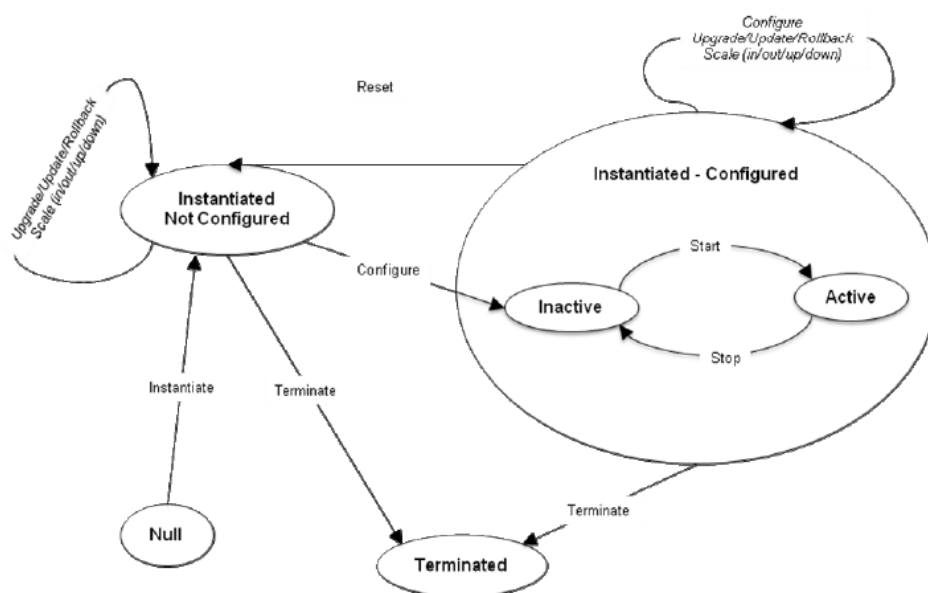 Configure
Upgrade/Update/Rollback
Scale (in/out/up/down)
Reset
Upgrade/Update/Rollback
Scale (in/out/up/down)
Instantiated - Configured
Instantiated
Not Configured
Start
Configure
Inactive
Active
Stop
Instantiate
Terminate
Terminate
Null
Terminated